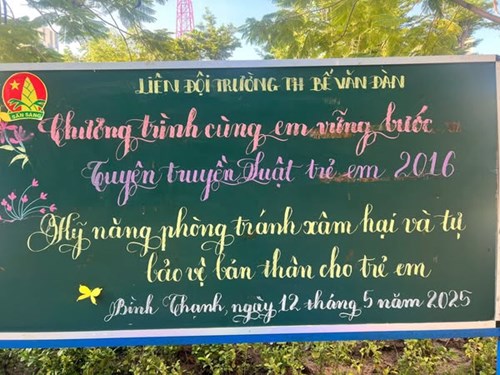 LIÊN ĐỘI TRƯỜNG TH BẾ VĂN ĐÀN
SẴN SÀNG
Chương trình cùng em vững bước
Tuyên truyền Luật trẻ em 2016
Kỹ năng phòng tránh xâm hại và tự
bảo vệ bản thân cho trẻ em
Bình Thạnh, ngày 12 tháng 5 năm 2025